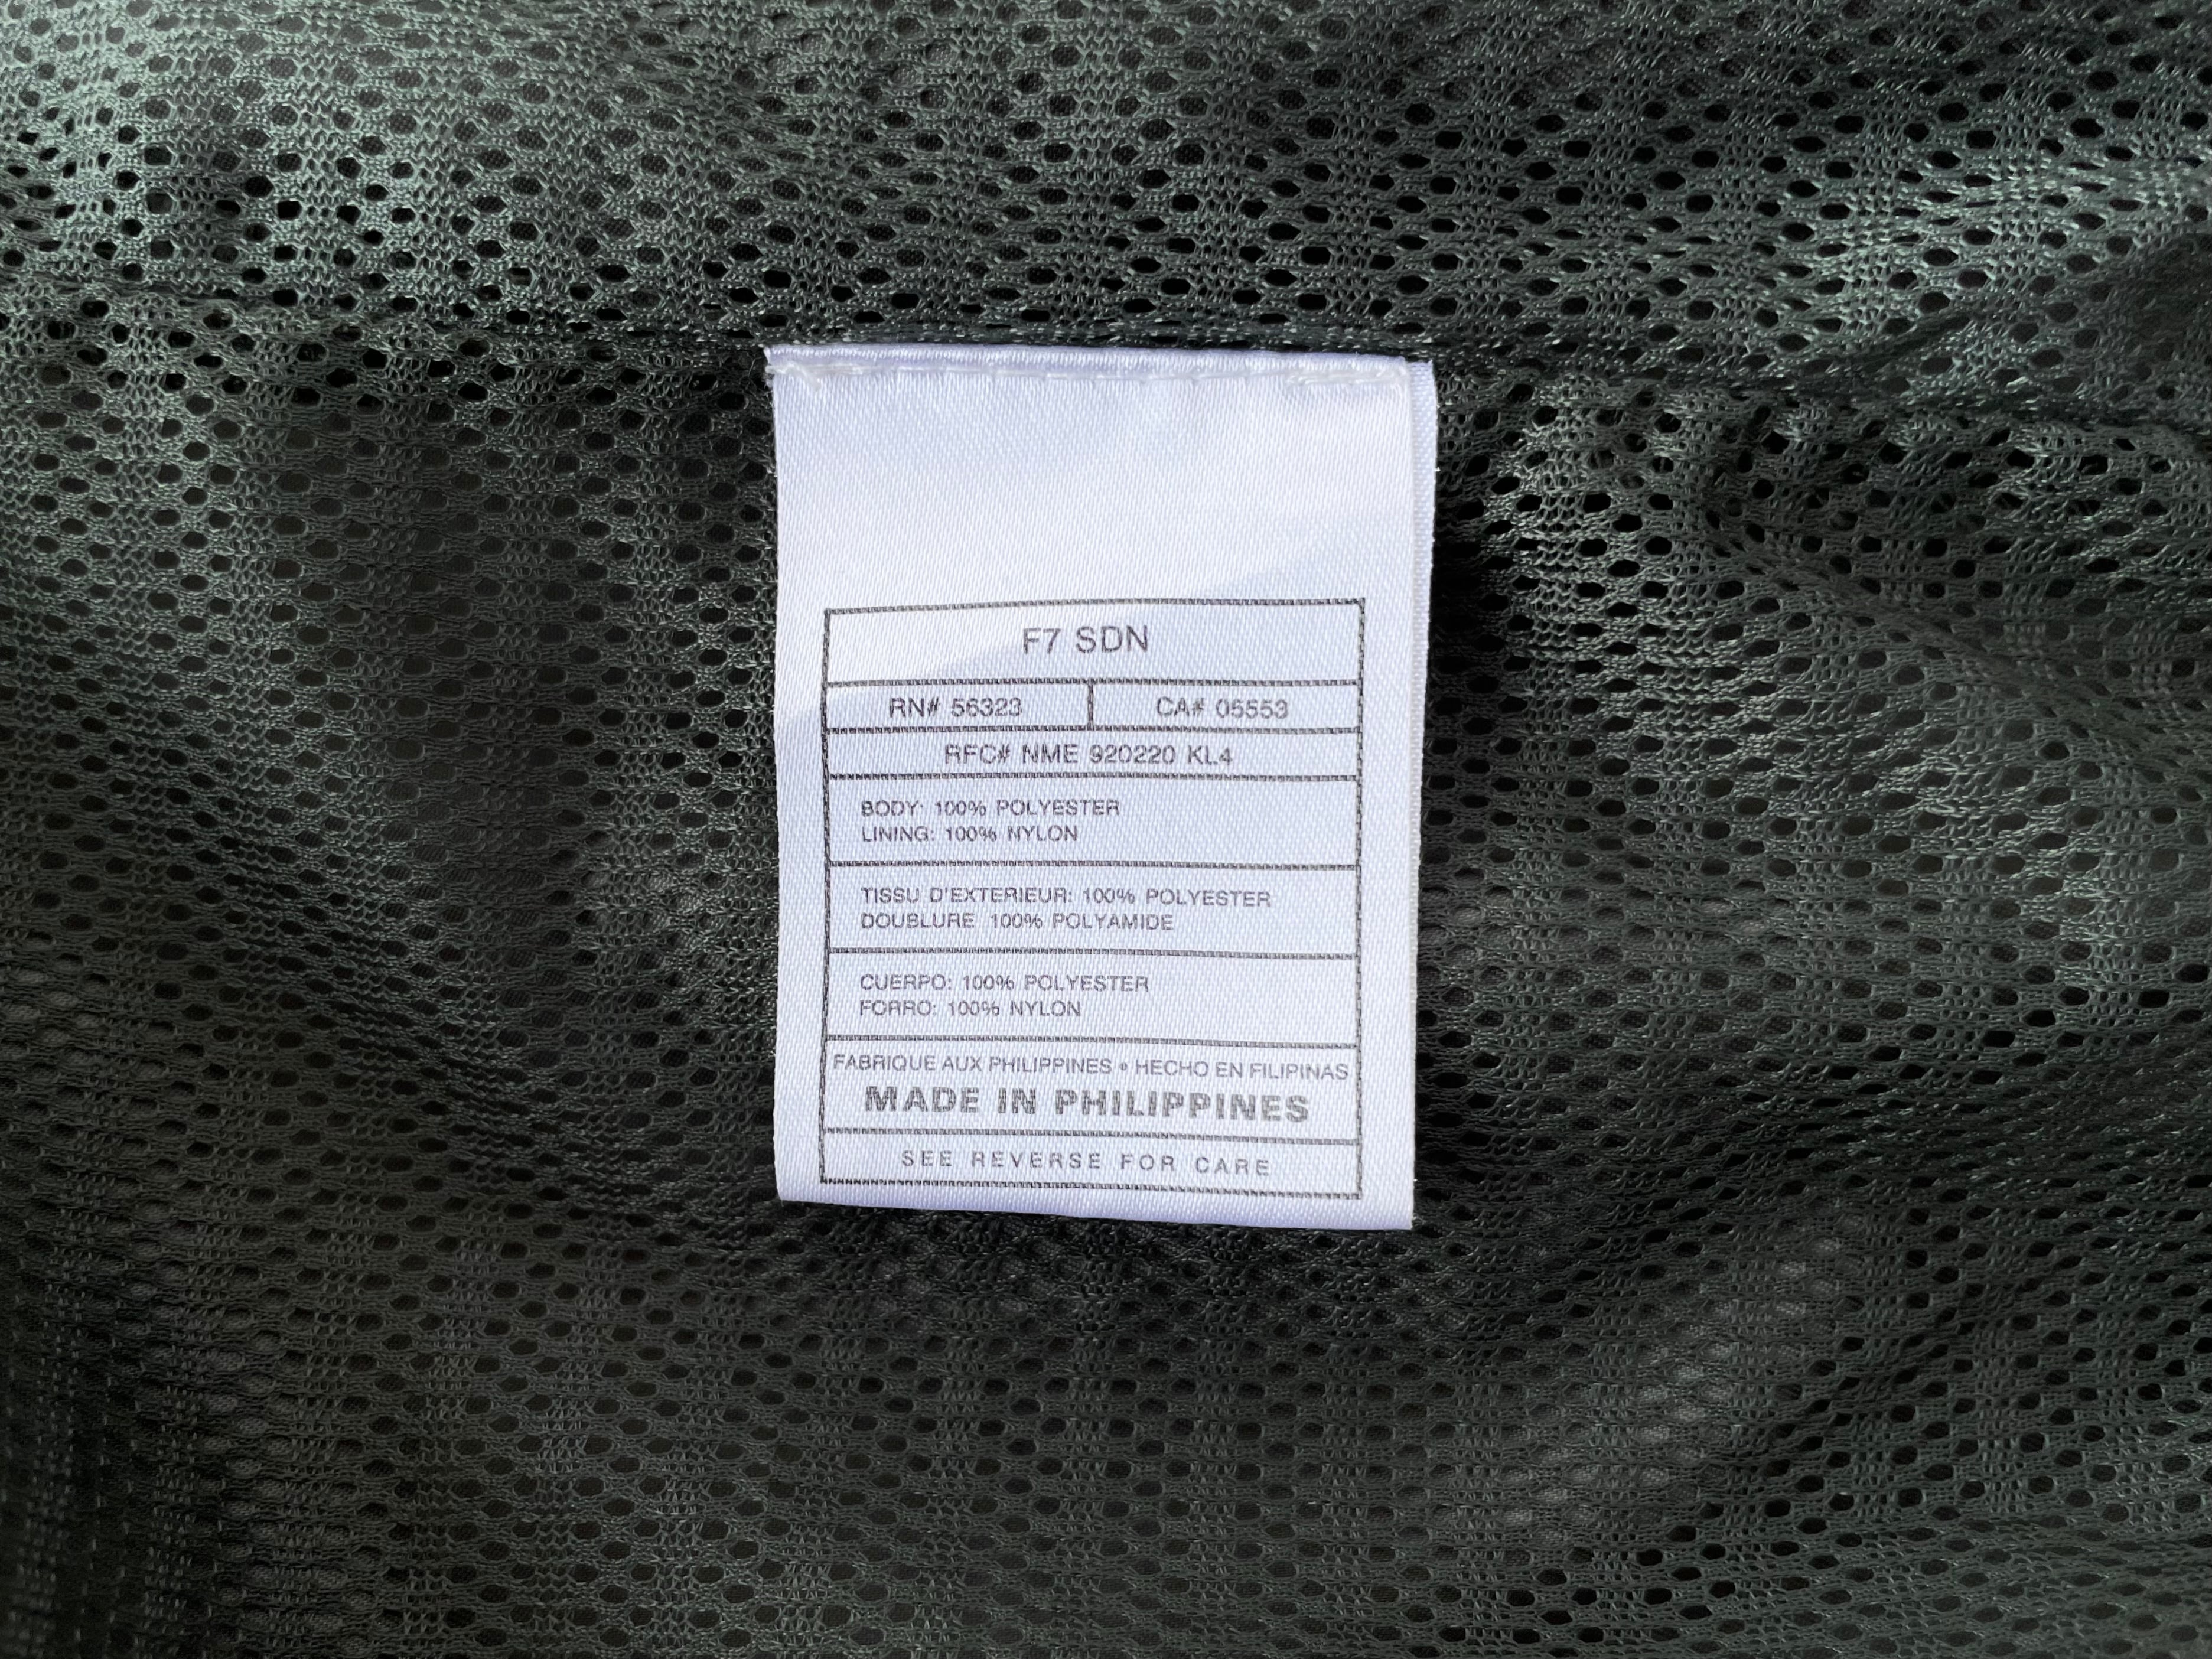 F7 SDN
RN# 56323 CA# 05553
RFC# NME 920220 KL4
BODY: 100% POLYESTER
LINING: 100% NYLON
TISSU D'EXTERIEUR: 100% POLYESTER
DOUBLURE 100% POLYAMIDE
CUERPO: 100% POLYESTER
FORRO: 100% NYLON
FABRIQUE AUX PHILIPPINES • HECHO EN FILIPINAS
MADE IN PHILIPPINES
SEE REVERSE FOR CARE